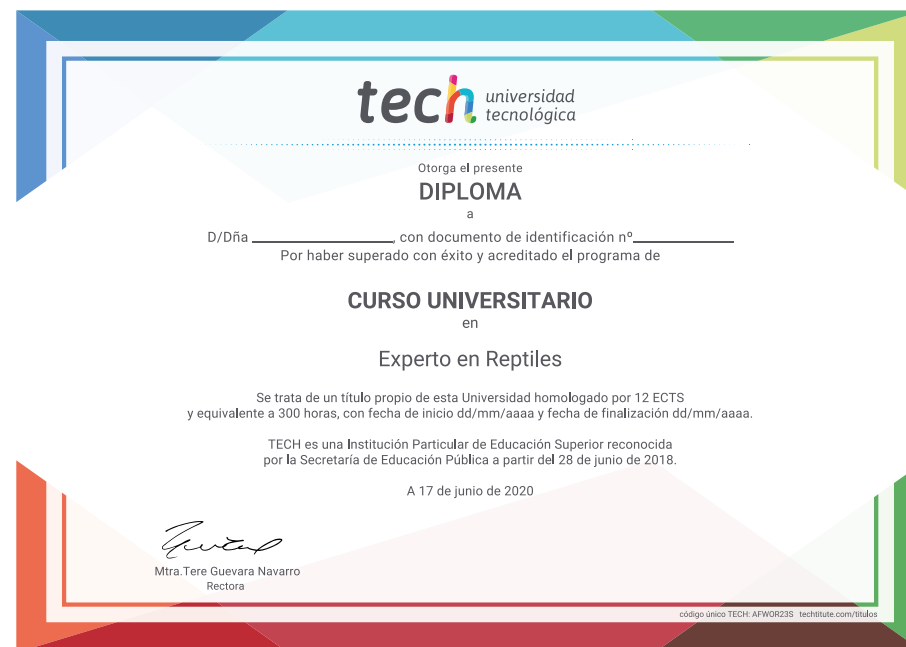 tech universidad
tecnológica
Otorga el presente
DIPLOMA
a
D/Dña ____________________, con documento de identificación nº______________
Por haber superado con éxito y acreditado el programa de
CURSO UNIVERSITARIO
en
Experto en Reptiles
Se trata de un título propio de esta Universidad homologado por 12 ECTS
y equivalente a 300 horas, con fecha de inicio dd/mm/aaaa y fecha de finalización dd/mm/aaaa.
TECH es una Institución Particular de Educación Superior reconocida
por la Secretaría de Educación Pública a partir del 28 de junio de 2018.
A 17 de junio de 2020
Mtra.Tere Guevara Navarro
Rectora
código único TECH: AFWOR23S techtitute.com/titulos